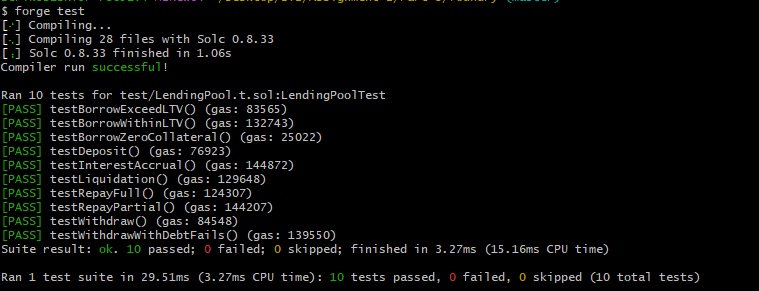 $ forge test
[⠊] Compiling...
[⠢] Compiling 28 files with Solc 0.8.33
[⠆] Solc 0.8.33 finished in 1.06s
Compiler run successful!
Ran 10 tests for test/LendingPool.t.sol:LendingPoolTest
[PASS] testBorrowExceedLTV() (gas: 83565)
[PASS] testBorrowWithinLTV() (gas: 132743)
[PASS] testBorrowZeroCollateral() (gas: 25022)
[PASS] testDeposit() (gas: 76923)
[PASS] testInterestAccrual() (gas: 144872)
[PASS] testLiquidation() (gas: 129648)
[PASS] testRepayFull() (gas: 124307)
[PASS] testRepayPartial() (gas: 144207)
[PASS] testWithdraw() (gas: 84548)
[PASS] testWithdrawWithDebtFails() (gas: 139550)
Suite result: ok. 10 passed; 0 failed; 0 skipped; finished in 3.27ms (15.16ms CPU time)
Ran 1 test suite in 29.51ms (3.27ms CPU time): 10 tests passed, 0 failed, 0 skipped (10 total tests)